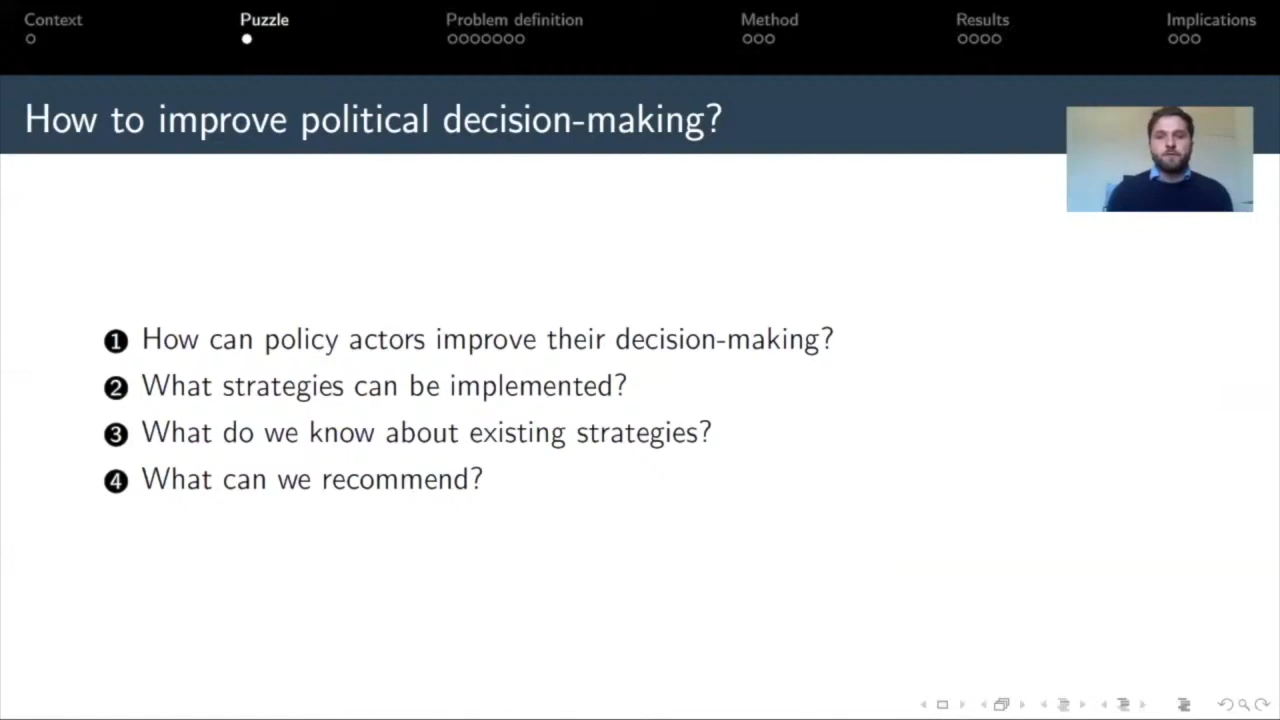 Context Puzzle Problem definition Method Results Implications
How to improve political decision-making?
1 How can policy actors improve their decision-making?
2 What strategies can be implemented?
3 What do we know about existing strategies?
4 What can we recommend?